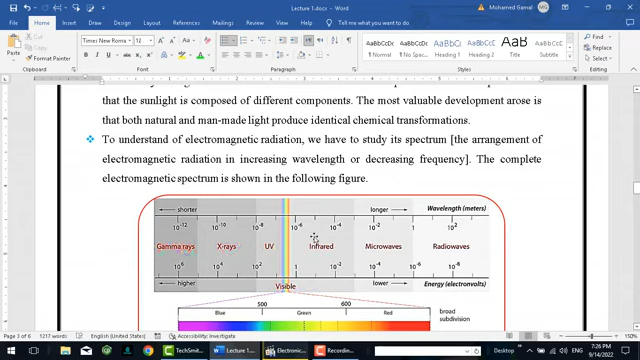 Lecture 1.docx - Word
Mohamed Gamal MG
File Home Insert Draw Design Layout References Mailings Review View Help Tell me what you want to do
Paste
Cut
Copy
Format Painter
Clipboard
Times New Roma 12
Font
Paragraph
AaBbCcDc AaBbCcDc AaBbCc AaBbCc AaB AaBbCcD
¶ Normal ¶ No Spac... Heading 1 Heading 2 Title Subtitle
Styles
Find
Replace
Select
Editing
that the sunlight is composed of different components. The most valuable development arose is
that both natural and man-made light produce identical chemical transformations.
To understand of electromagnetic radiation, we have to study its spectrum [the arrangement of
electromagnetic radiation in increasing wavelength or decreasing frequency]. The complete
electromagnetic spectrum is shown in the following figure.
shorter longer Wavelength (meters)
10-12 10-10 10-8 10-6 10-4 10-2 1 102
Gamma rays X-rays UV Infrared Microwaves Radiowaves
106 104 102 1 10-2 10-4 10-6 10-8
higher Visible lower Energy (electronvolts)
500 600
Blue Green Red broad
subdivision
Page 3 of 6 1217 words English (United States) Accessibility: Investigate
TechSmit... Lecture 1... Electronic... Recording... Desktop ENG 7:26 PM
9/14/2022